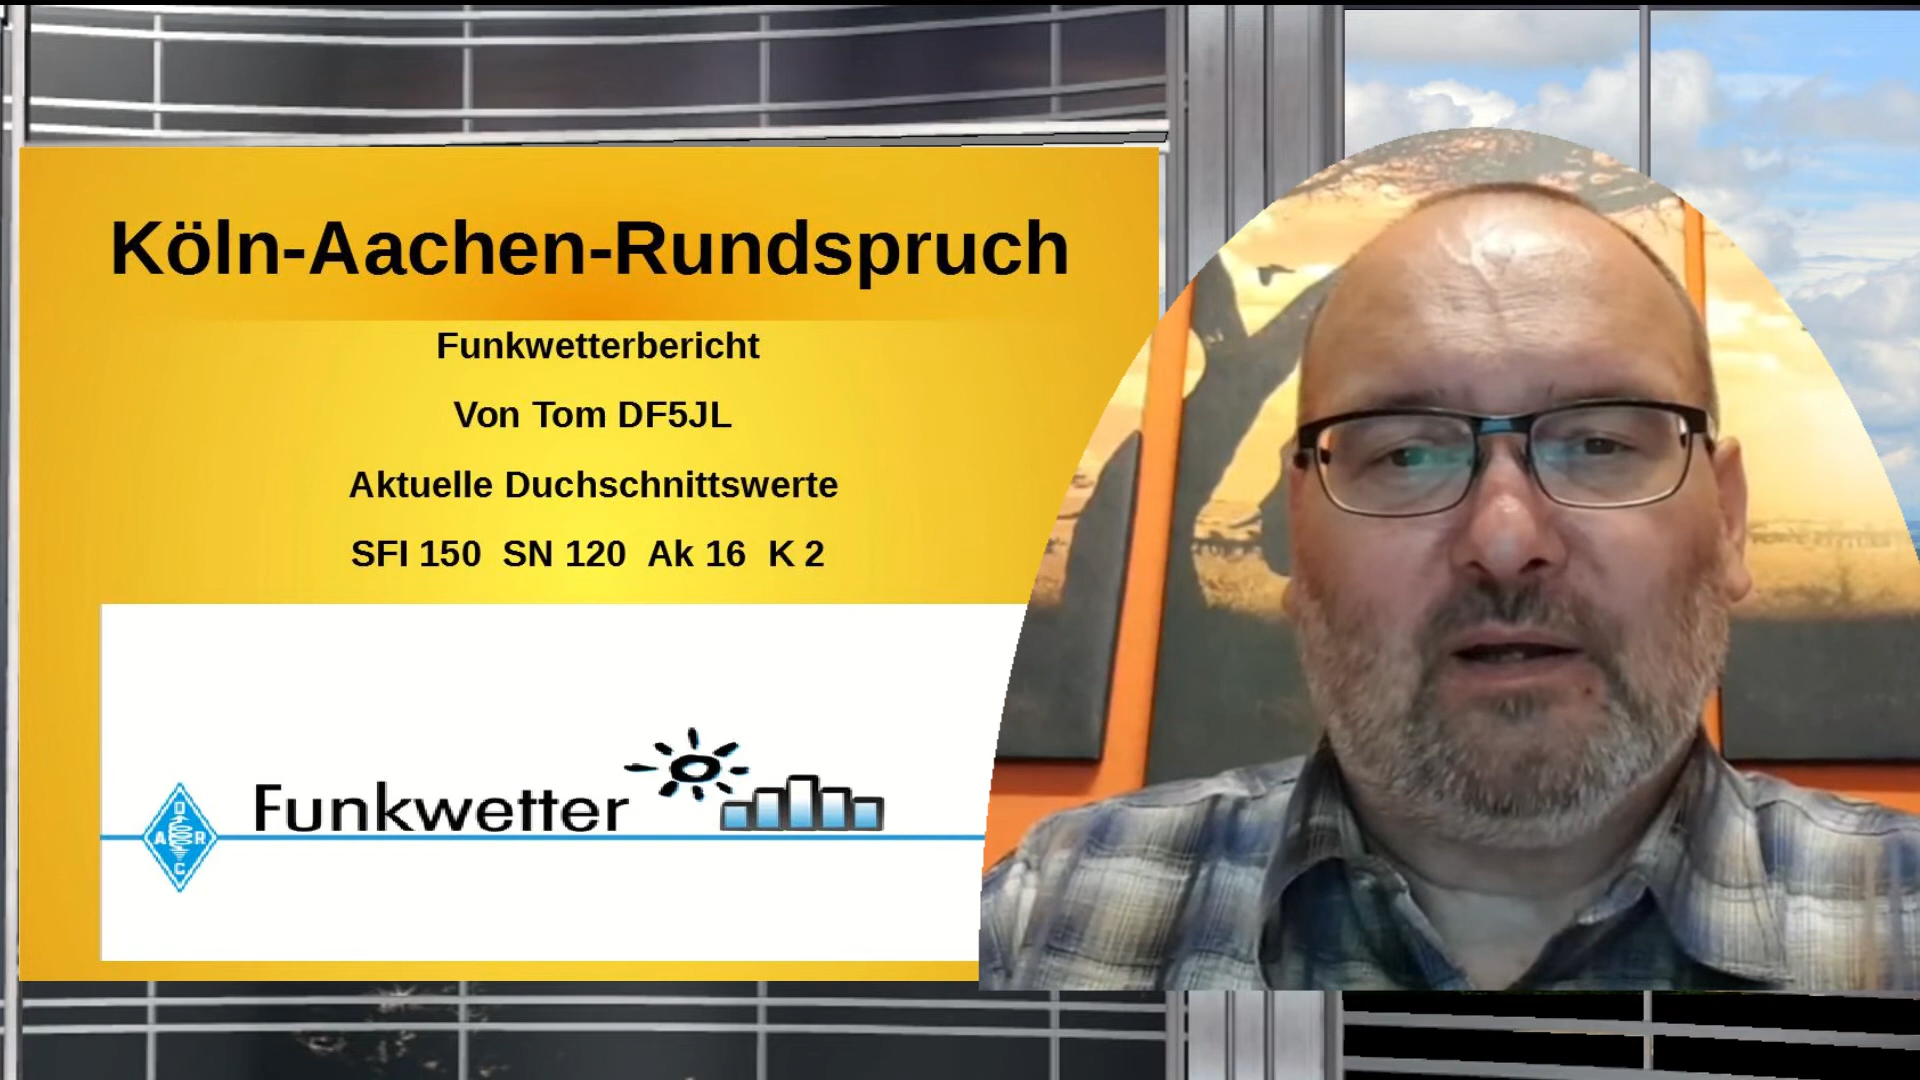 Köln-Aachen-Rundspruch
Funkwetterbericht
Von Tom DF5JL
Aktuelle Duchschnittswerte
SFI 150 SN 120 Ak 16 K 2
Funkwetter
D
A R
C